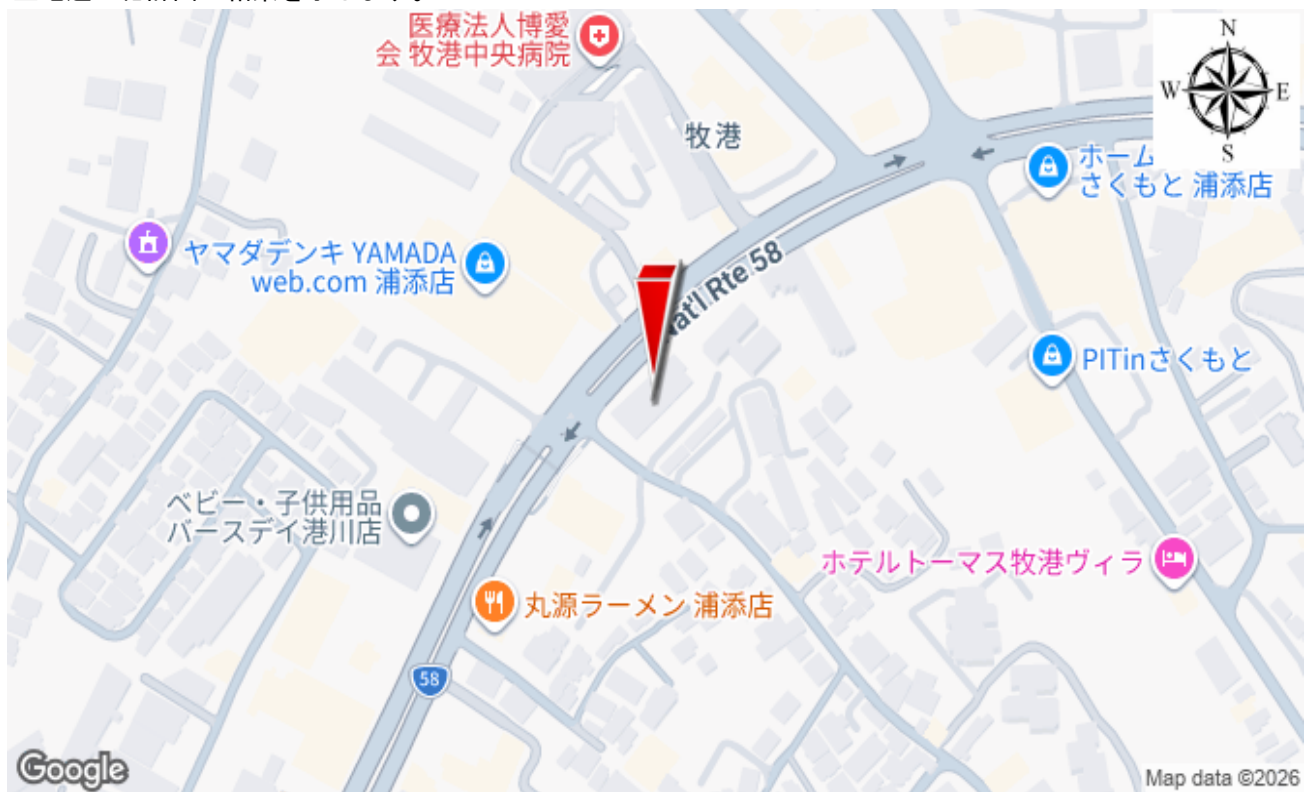 医療法人博愛
会 牧港中央病院
N
W
E
S
牧港
ホーム
さくもと 浦添店
ヤマダデンキ YAMADA
web.com 浦添店
Nat'l Rte 58
PITinさくもと
ベビー・子供用品
バースデイ港川店
ホテルトーマス牧港ヴィラ
丸源ラーメン 浦添店
58
Google
Map data ©2026